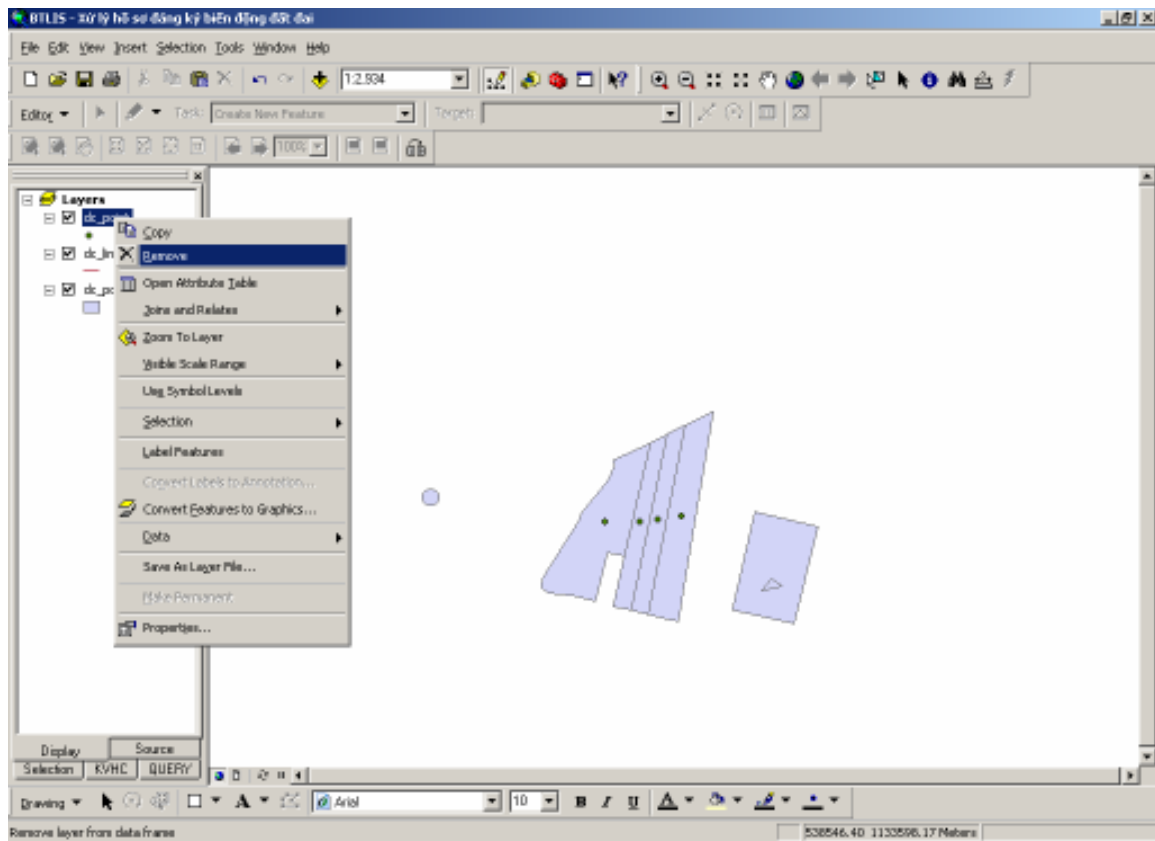 BTLIS - Xử lý hồ sơ đăng ký biến động đất đai
File Edit View Insert Selection Tools Window Help
1:2.934
Editor Task: Create New Feature Target:
100%
Layers
dc_point
dc_lin
dc_po
Copy
Remove
Open Attribute Table
Joins and Relates
Zoom To Layer
Visible Scale Range
Use Symbol Levels
Selection
Label Features
Convert Labels to Annotation...
Convert Features to Graphics...
Data
Save As Layer File...
Make Permanent
Properties...
Display Source
Selection KVHC QUERY
Drawing A Arial 10 B I U A
Remove layer from data frame
538546.40 1133598.17 Meters